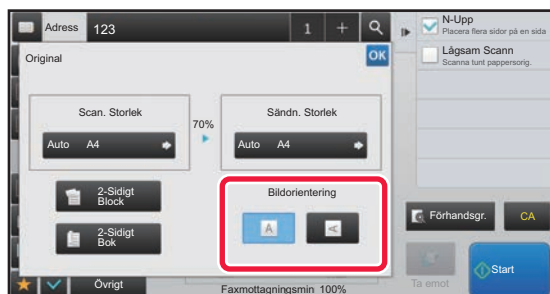 Adress 123 1 +
N-Upp
Placera flera sidor på en sida
Lågsam Scann
Scanna tunt pappersorig.
Original OK
Scan. Storlek
Auto A4
70%
Sändn. Storlek
Auto A4
2-Sidigt
Block
2-Sidigt
Bok
Bildorientering
A A
Förhandsgr. CA
Övrigt
Faxmottagningsmin 100%
Ta emot
Start